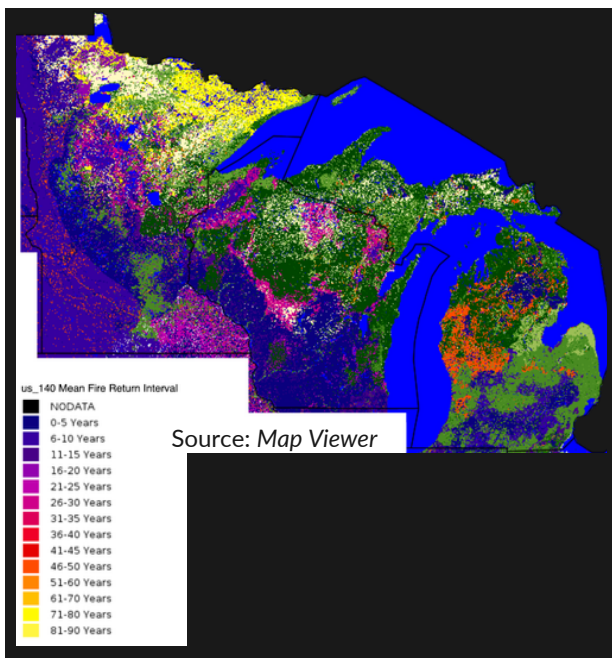 us_140 Mean Fire Return Interval
NODATA
0-5 Years
6-10 Years
11-15 Years
16-20 Years
21-25 Years
26-30 Years
31-35 Years
36-40 Years
41-45 Years
46-50 Years
51-60 Years
61-70 Years
71-80 Years
81-90 Years
Source: Map Viewer